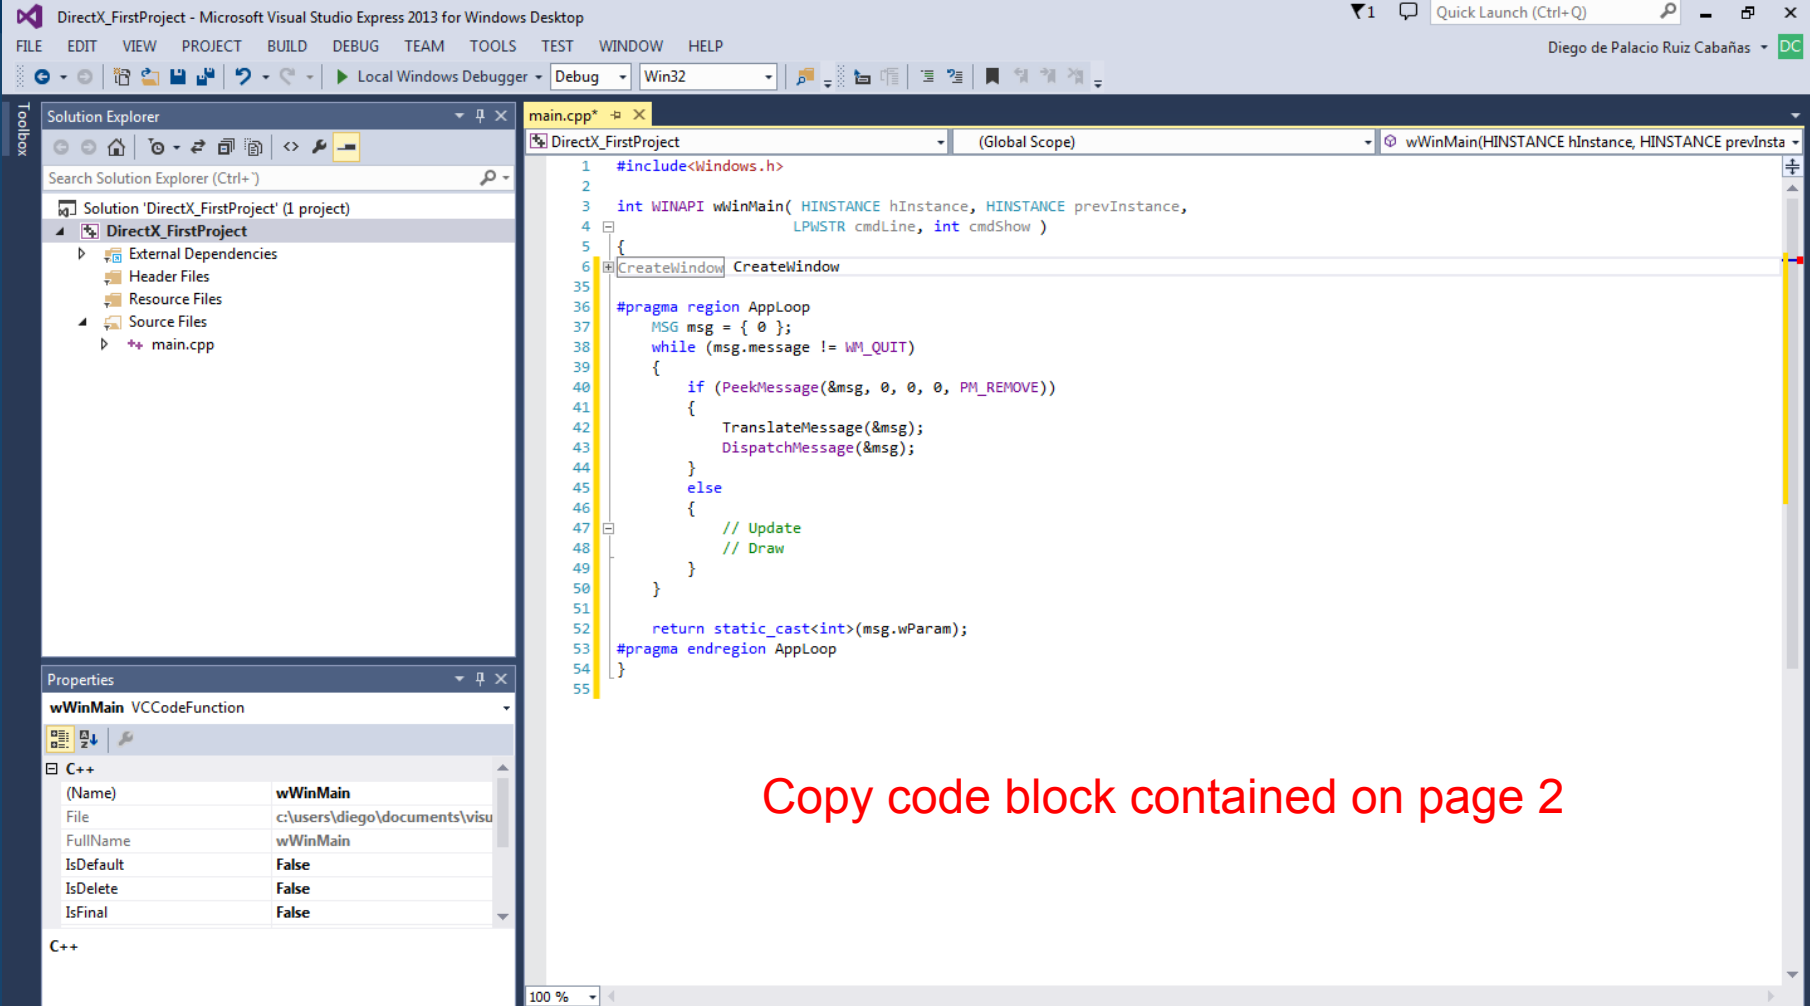 DirectX_FirstProject - Microsoft Visual Studio Express 2013 for Windows Desktop
1
Quick Launch (Ctrl+Q)
FILE EDIT VIEW PROJECT BUILD DEBUG TEAM TOOLS TEST WINDOW HELP
Diego de Palacio Ruiz Cabañas DC
Local Windows Debugger Debug Win32
Toolbox
Solution Explorer
Search Solution Explorer (Ctrl+`)
Solution 'DirectX_FirstProject' (1 project)
DirectX_FirstProject
External Dependencies
Header Files
Resource Files
Source Files
main.cpp
Properties
wWinMain VCCodeFunction
C++
(Name) wWinMain
File c:\users\diego\documents\visu
FullName wWinMain
IsDefault False
IsDelete False
IsFinal False
C++
main.cpp*
DirectX_FirstProject (Global Scope) wWinMain(HINSTANCE hInstance, HINSTANCE prevInsta
1 #include<Windows.h>
2
3 int WINAPI wWinMain( HINSTANCE hInstance, HINSTANCE prevInstance,
4 LPWSTR cmdLine, int cmdShow )
5 {
6 CreateWindow CreateWindow
35
36 #pragma region AppLoop
37 MSG msg = { 0 };
38 while (msg.message != WM_QUIT)
39 {
40 if (PeekMessage(&msg, 0, 0, 0, PM_REMOVE))
41 {
42 TranslateMessage(&msg);
43 DispatchMessage(&msg);
44 }
45 else
46 {
47 // Update
48 // Draw
49 }
50 }
51
52 return static_cast<int>(msg.wParam);
53 #pragma endregion AppLoop
54 }
55
Copy code block contained on page 2
100 %